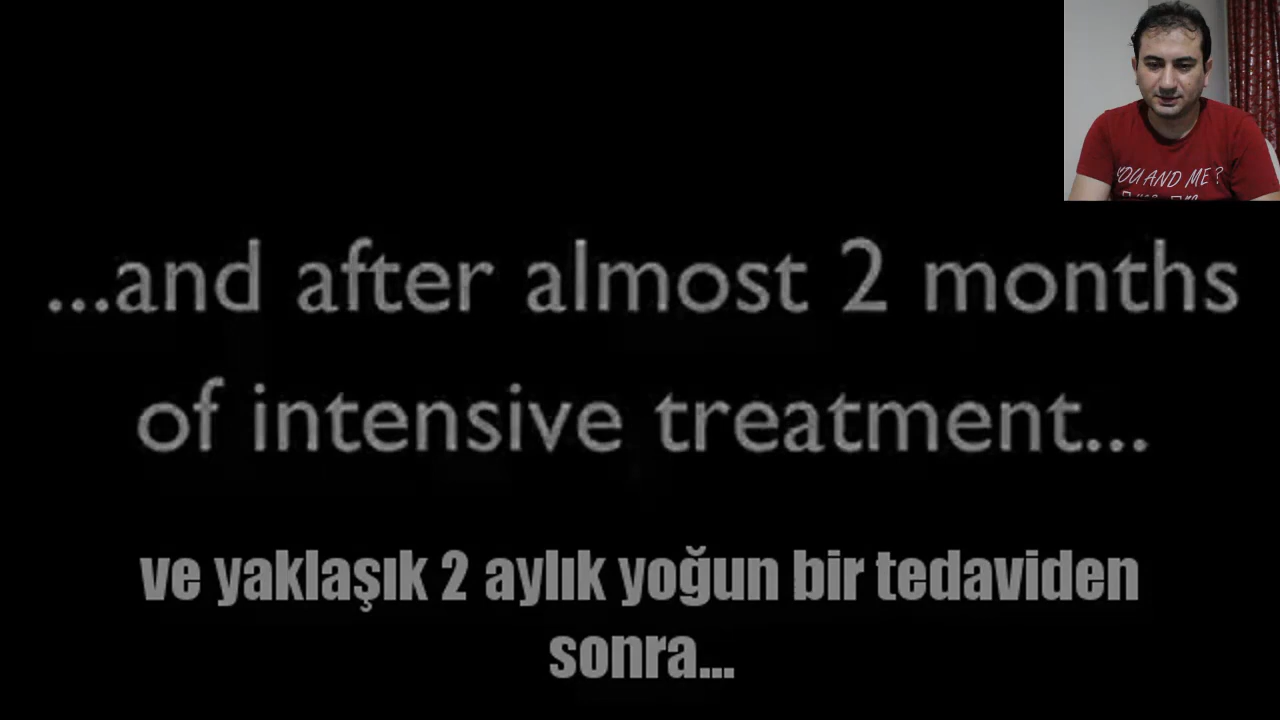 YOU AND ME ?
...and after almost 2 months
of intensive treatment...
ve yaklaşık 2 aylık yoğun bir tedaviden
sonra...